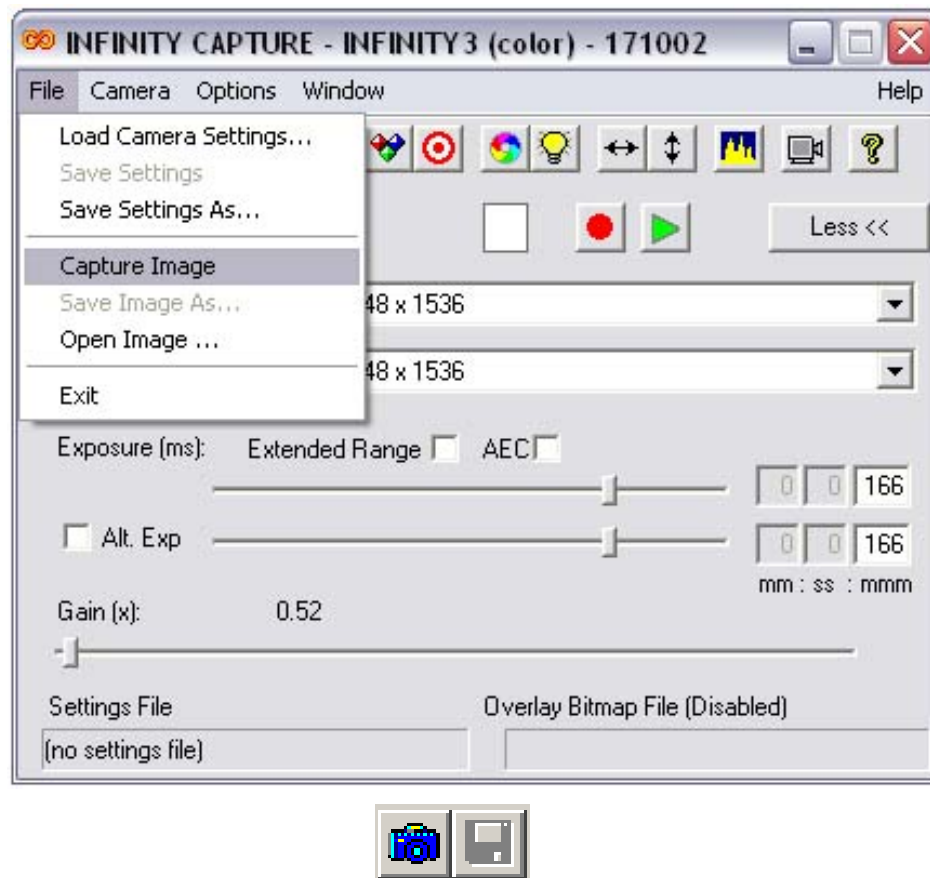 INFINITY CAPTURE - INFINITY3 (color) - 171002
File Camera Options Window Help
Load Camera Settings...
Save Settings
Save Settings As...
Less <<
Capture Image
Save Image As...
48 x 1536
Open Image ...
48 x 1536
Exit
Exposure (ms): Extended Range AEC
0 0 166
Alt. Exp
0 0 166
mm : ss : mmm
Gain (x): 0.52
Settings File Overlay Bitmap File (Disabled)
(no settings file)